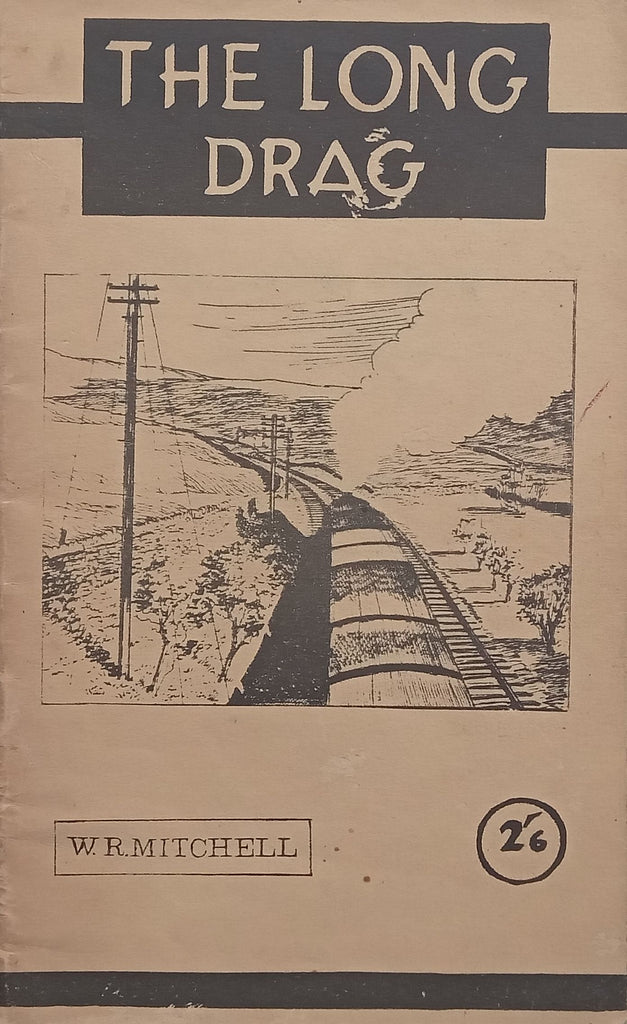 THE LONG
DRAG
W. R. MITCHELL
2'6